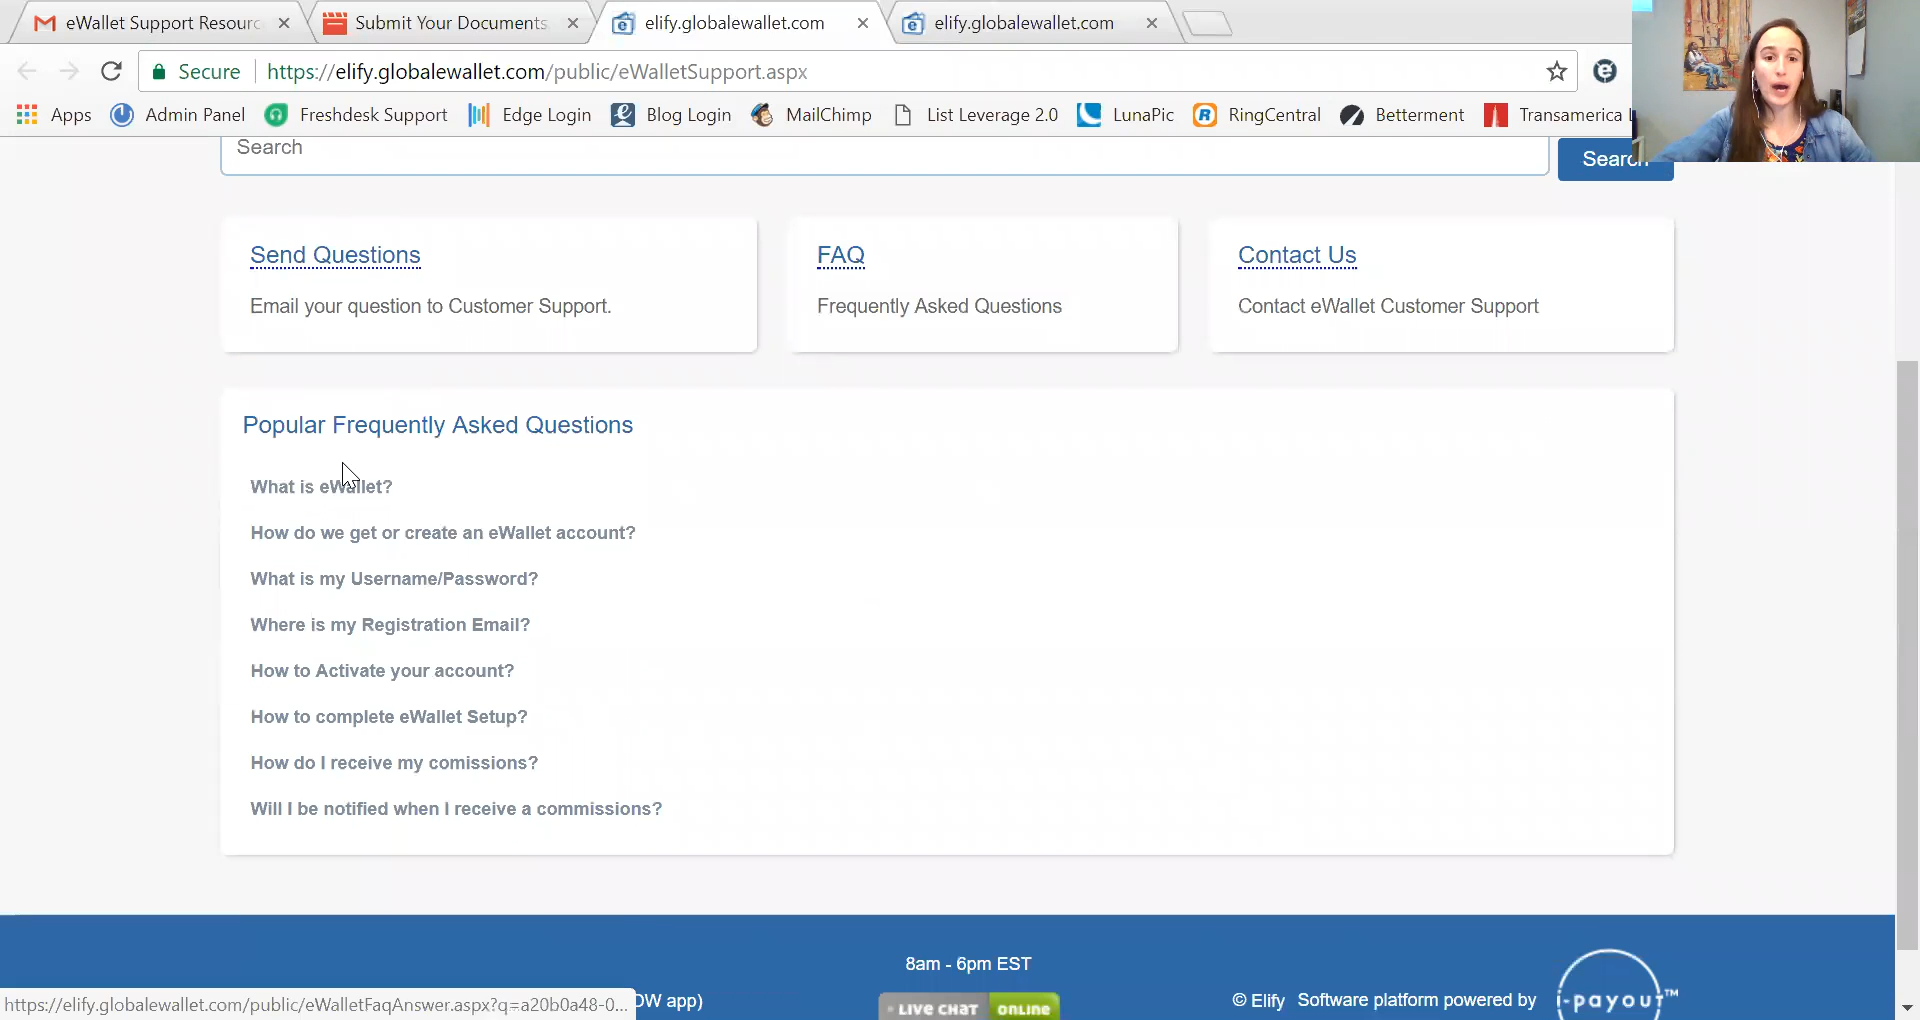 eWallet Support Resourc
Submit Your Documents
elify.globalewallet.com
elify.globalewallet.com
Secure
https://elify.globalewallet.com/public/eWalletSupport.aspx
Apps
Admin Panel
Freshdesk Support
Edge Login
Blog Login
MailChimp
List Leverage 2.0
LunaPic
RingCentral
Betterment
Transamerica
Search
Search
Send Questions
Email your question to Customer Support.
FAQ
Frequently Asked Questions
Contact Us
Contact eWallet Customer Support
Popular Frequently Asked Questions
What is eWallet?
How do we get or create an eWallet account?
What is my Username/Password?
Where is my Registration Email?
How to Activate your account?
How to complete eWallet Setup?
How do I receive my comissions?
Will I be notified when I receive a commissions?
8am - 6pm EST
https://elify.globalewallet.com/public/eWalletFaqAnswer.aspx?q=a20b0a48-0...
OW app)
LIVE CHAT ONLINE
© Elify Software platform powered by
i-payout™